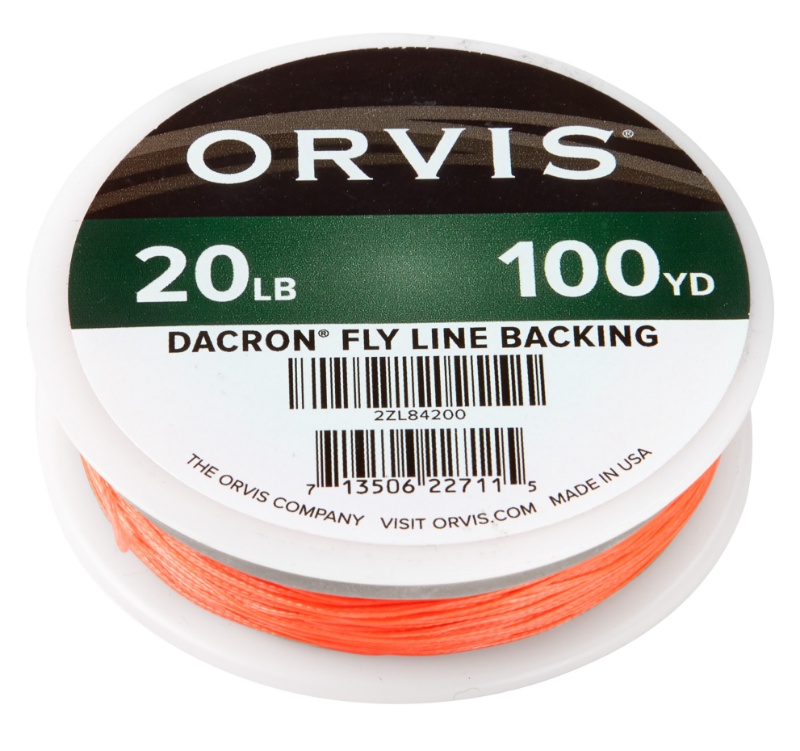 ORVIS®
20LB 100YD
DACRON® FLY LINE BACKING
2ZL84200
7 13506 22711 5
THE ORVIS COMPANY VISIT ORVIS.COM MADE IN USA